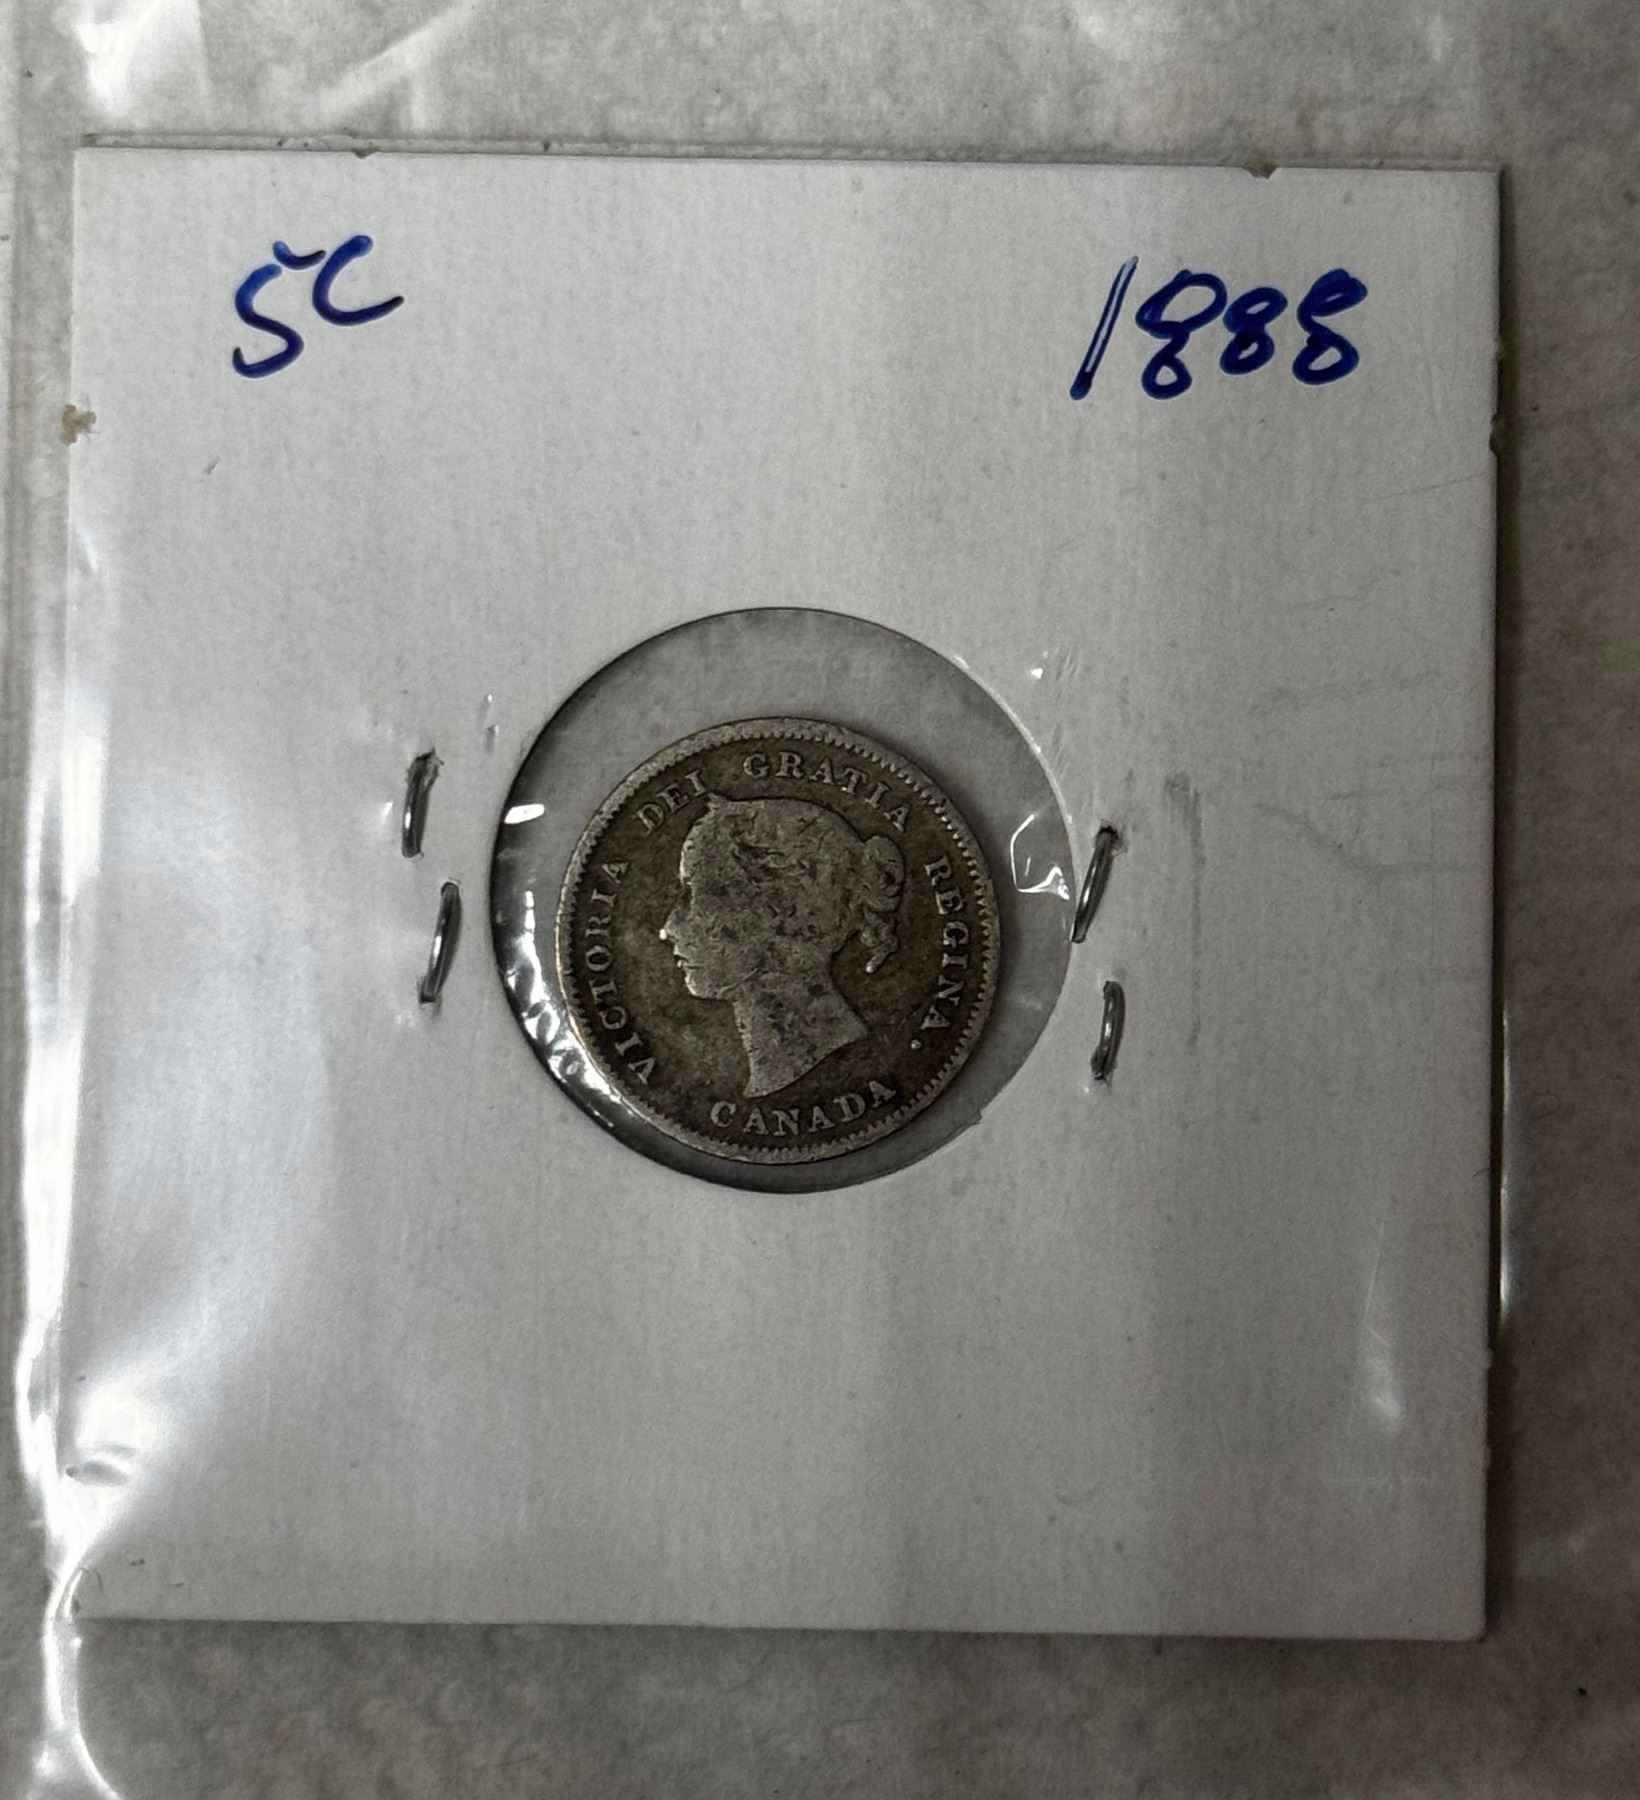 5C 1888
VICTORIA DEI GRATIA REGINA.
CANADA